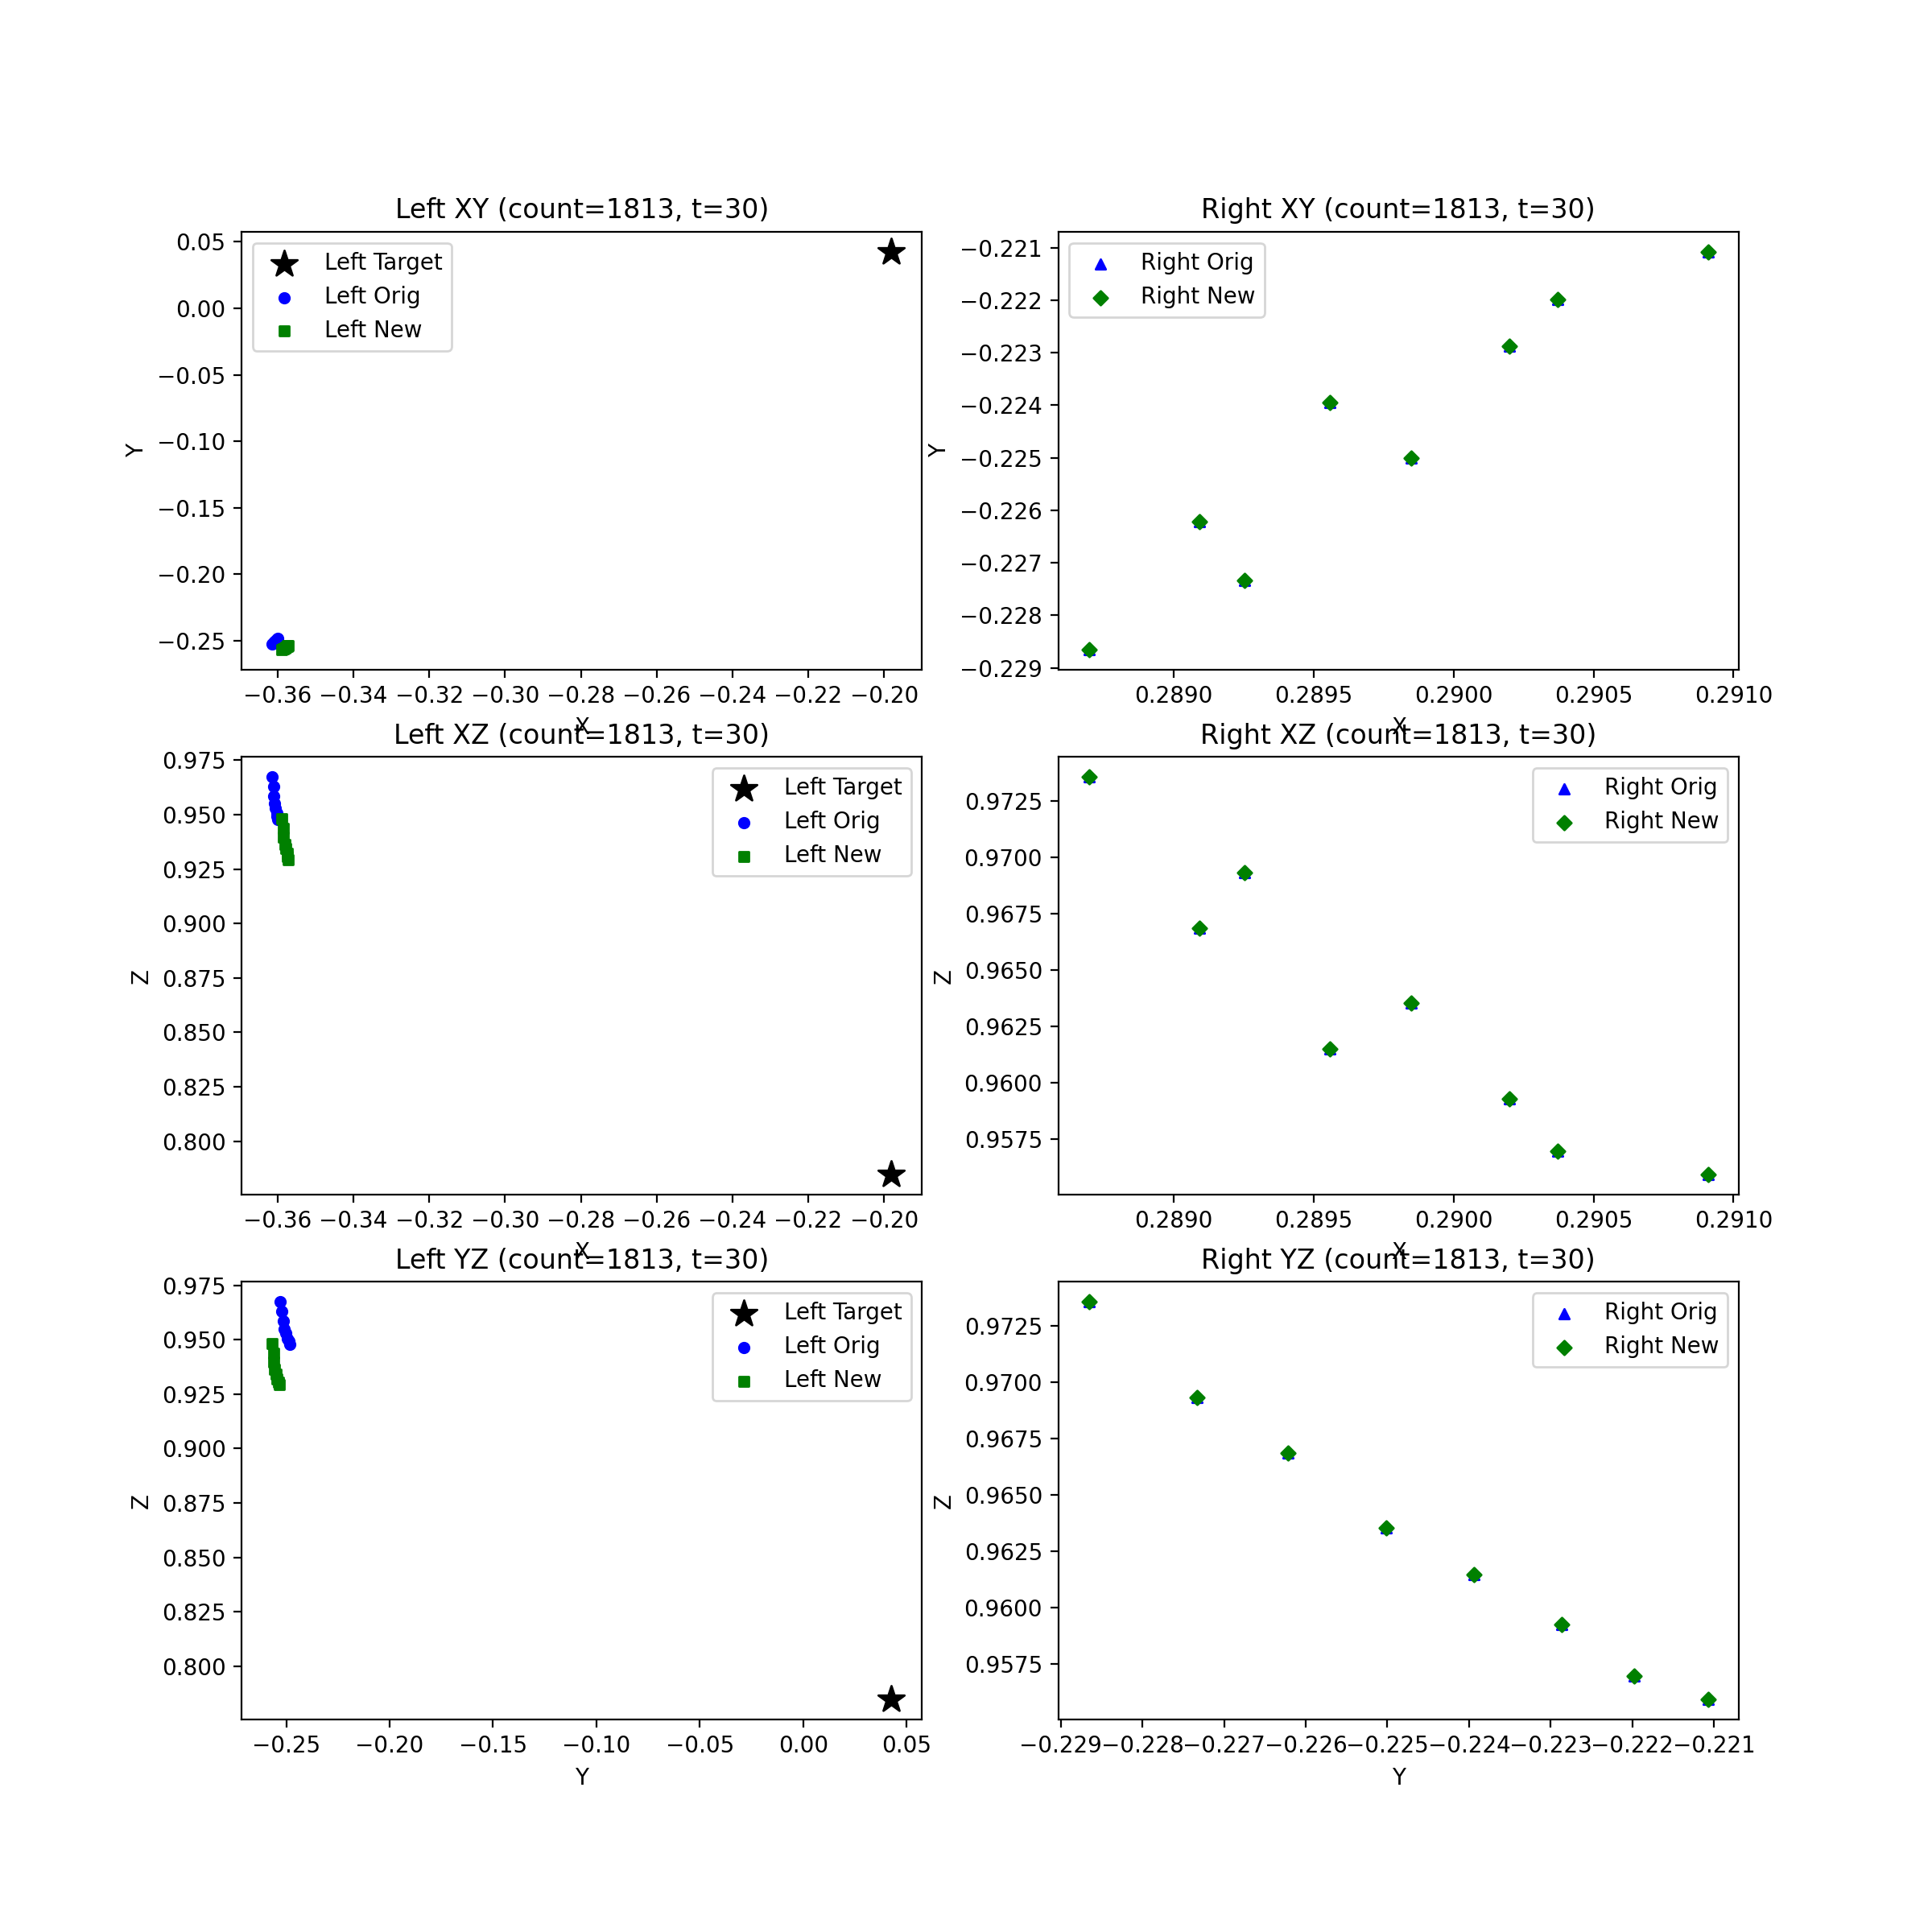 Left XY (count=1813, t=30)
Left Target
Left Orig
Left New
0.05
0.00
−0.05
−0.10
−0.15
−0.20
−0.25
Y
−0.36 −0.34 −0.32 −0.30 −0.28 −0.26 −0.24 −0.22 −0.20
X
Right XY (count=1813, t=30)
Right Orig
Right New
−0.221
−0.222
−0.223
−0.224
−0.225
−0.226
−0.227
−0.228
−0.229
Y
0.2890 0.2895 0.2900 0.2905 0.2910
X
Left XZ (count=1813, t=30)
Left Target
Left Orig
Left New
0.975
0.950
0.925
0.900
0.875
0.850
0.825
0.800
Z
−0.36 −0.34 −0.32 −0.30 −0.28 −0.26 −0.24 −0.22 −0.20
X
Right XZ (count=1813, t=30)
Right Orig
Right New
0.9725
0.9700
0.9675
0.9650
0.9625
0.9600
0.9575
Z
0.2890 0.2895 0.2900 0.2905 0.2910
X
Left YZ (count=1813, t=30)
Left Target
Left Orig
Left New
0.975
0.950
0.925
0.900
0.875
0.850
0.825
0.800
Z
−0.25 −0.20 −0.15 −0.10 −0.05 0.00 0.05
Y
Right YZ (count=1813, t=30)
Right Orig
Right New
0.9725
0.9700
0.9675
0.9650
0.9625
0.9600
0.9575
Z
−0.229 −0.228 −0.227 −0.226 −0.225 −0.224 −0.223 −0.222 −0.221
Y